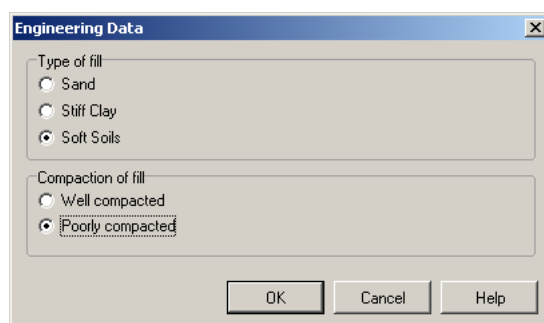 Engineering Data
Type of fill
Sand
Stiff Clay
Soft Soils
Compaction of fill
Well compacted
Poorly compacted
OK Cancel Help